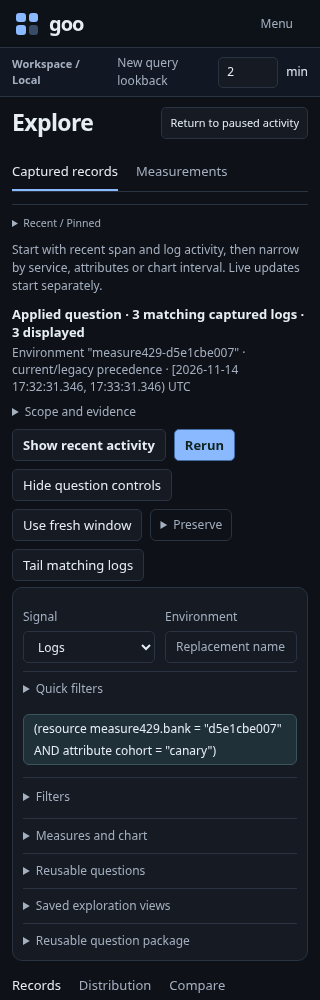 goo
Menu
Workspace /
Local
New query
lookback
2
min
Explore
Return to paused activity
Captured records
Measurements
Recent / Pinned
Start with recent span and log activity, then narrow
by service, attributes or chart interval. Live updates
start separately.
Applied question · 3 matching captured logs ·
3 displayed
Environment "measure429-d5e1cbe007" ·
current/legacy precedence · [2026-11-14
17:32:31.346, 17:33:31.346) UTC
Scope and evidence
Show recent activity
Rerun
Hide question controls
Use fresh window
Preserve
Tail matching logs
Signal
Environment
Logs
Replacement name
Quick filters
(resource measure429.bank = "d5e1cbe007"
AND attribute cohort = "canary")
Filters
Measures and chart
Reusable questions
Saved exploration views
Reusable question package
Records
Distribution
Compare